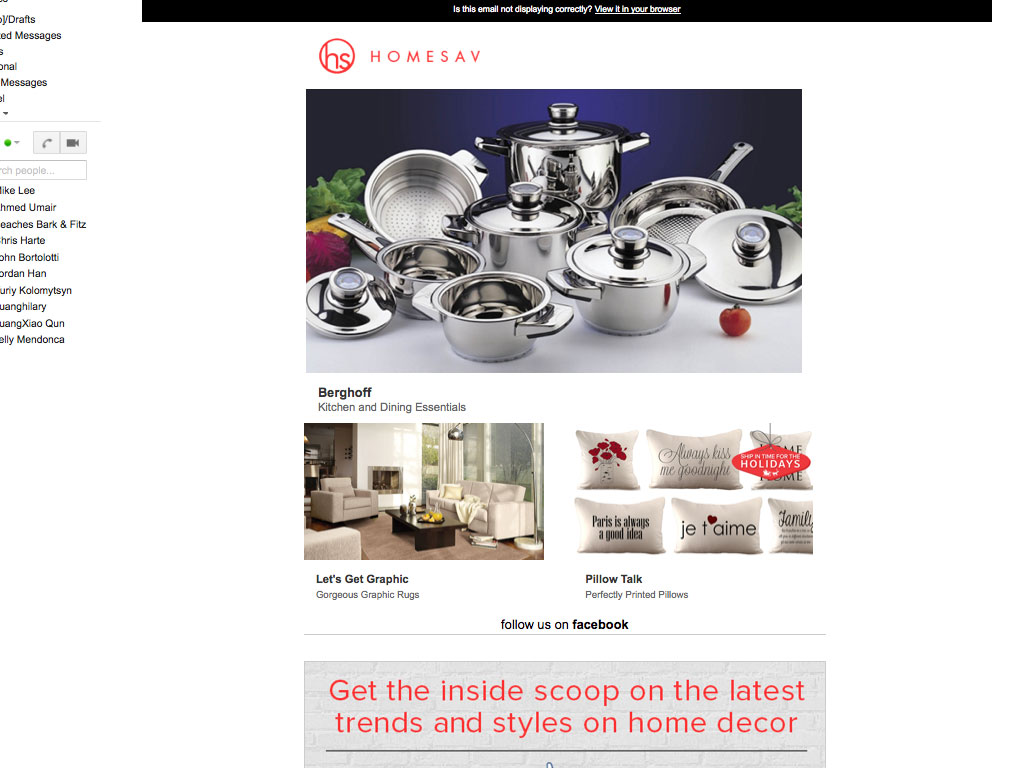 Is this email not displaying correctly? View it in your browser
o]/Drafts
ted Messages
s
onal
Messages
el
rch people...
ike Lee
hmed Umair
eaches Bark & Fitz
hris Harte
ohn Bortolotti
ordan Han
uriy Kolomytsyn
uanghilary
uangXiao Qun
elly Mendonca
hs HOMESAV
Berghoff
Kitchen and Dining Essentials
Always kiss
me goodnight
HOME
SHIP IN TIME FOR THE
HOLIDAYS
Paris is always
a good idea
je t'aime
Family
Let's Get Graphic
Gorgeous Graphic Rugs
Pillow Talk
Perfectly Printed Pillows
follow us on facebook
Get the inside scoop on the latest
trends and styles on home decor